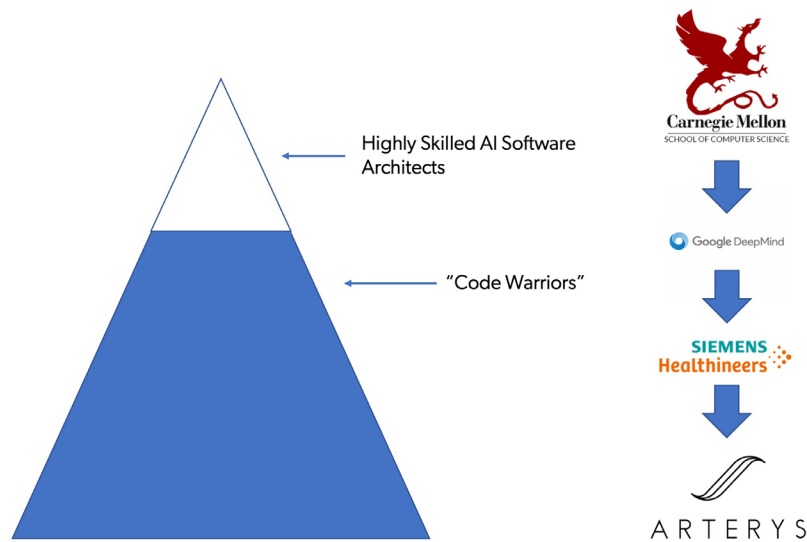 Highly Skilled AI Software
Architects
“Code Warriors”
Carnegie Mellon
SCHOOL OF COMPUTER SCIENCE
Google DeepMind
SIEMENS
Healthineers
ARTERYS